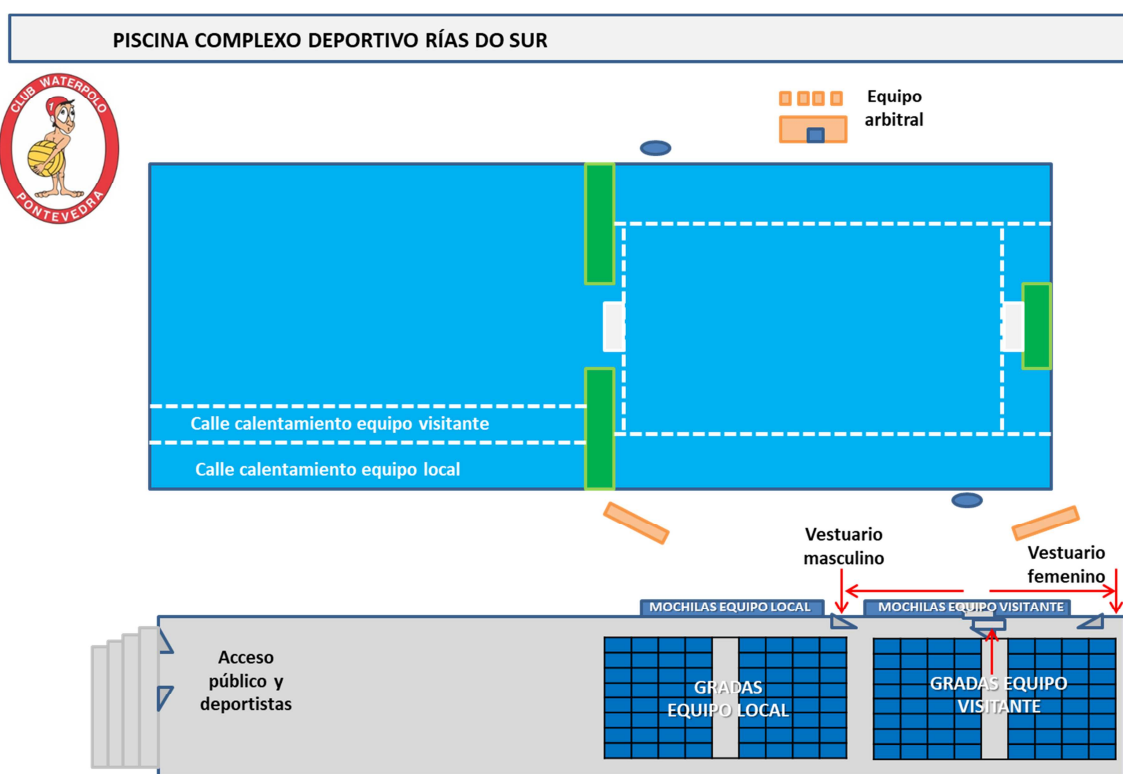 PISCINA COMPLEXO DEPORTIVO RÍAS DO SUR
CLUB WATERPOLO
1
PONTEVEDRA
Equipo
arbitral
Calle calentamiento equipo visitante
Calle calentamiento equipo local
Vestuario
masculino
Vestuario
femenino
MOCHILAS EQUIPO LOCAL
MOCHILAS EQUIPO VISITANTE
Acceso
público y
deportistas
GRADAS
EQUIPO LOCAL
GRADAS EQUIPO
VISITANTE